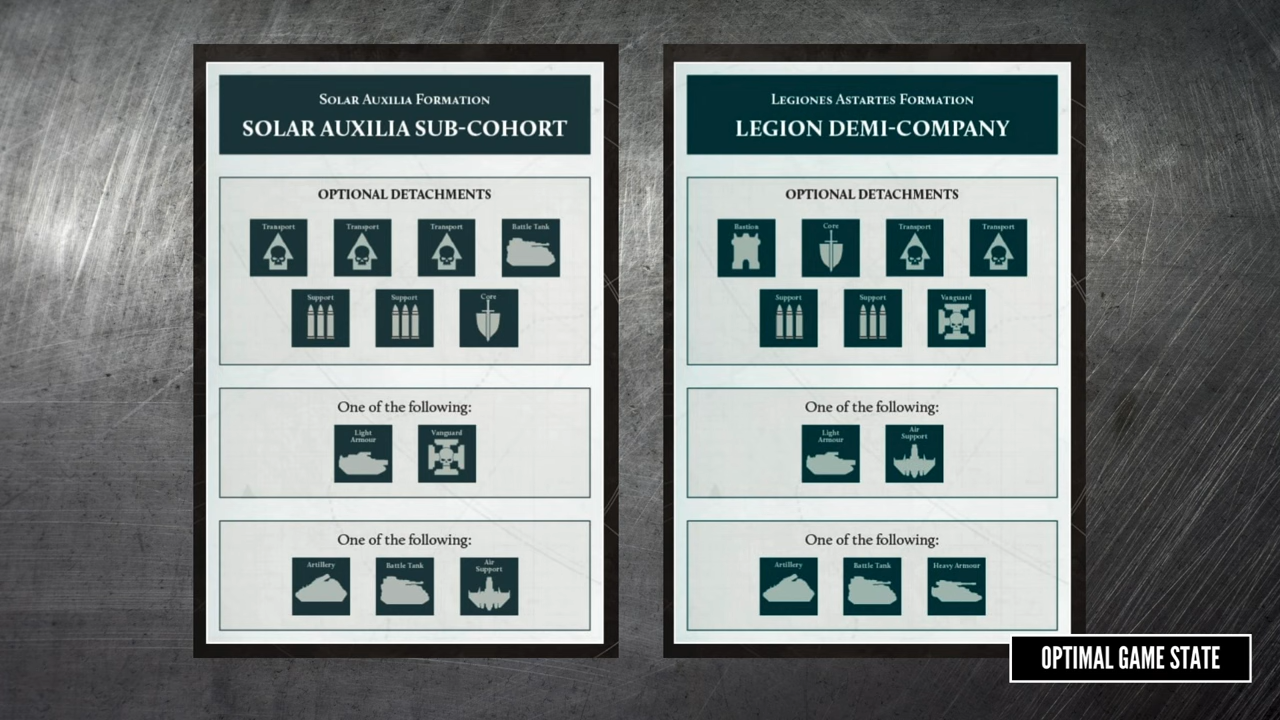 Solar Auxilia Formation
SOLAR AUXILIA SUB-COHORT
OPTIONAL DETACHMENTS
Transport Transport Transport Battle Tank
Support Support Core
One of the following:
Light Armour Vanguard
One of the following:
Artillery Battle Tank Air Support
Legiones Astartes Formation
LEGION DEMI-COMPANY
OPTIONAL DETACHMENTS
Bastion Core Transport Transport
Support Support Vanguard
One of the following:
Light Armour Air Support
One of the following:
Artillery Battle Tank Heavy Armour
OPTIMAL GAME STATE